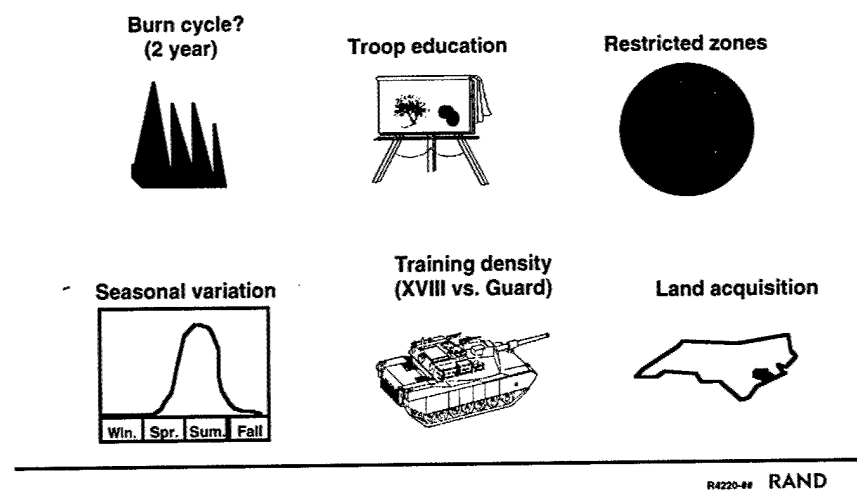 Burn cycle?
(2 year)
Troop education
Restricted zones
Seasonal variation
Win. Spr. Sum. Fall
Training density
(XVIII vs. Guard)
Land acquisition
R4220-## RAND